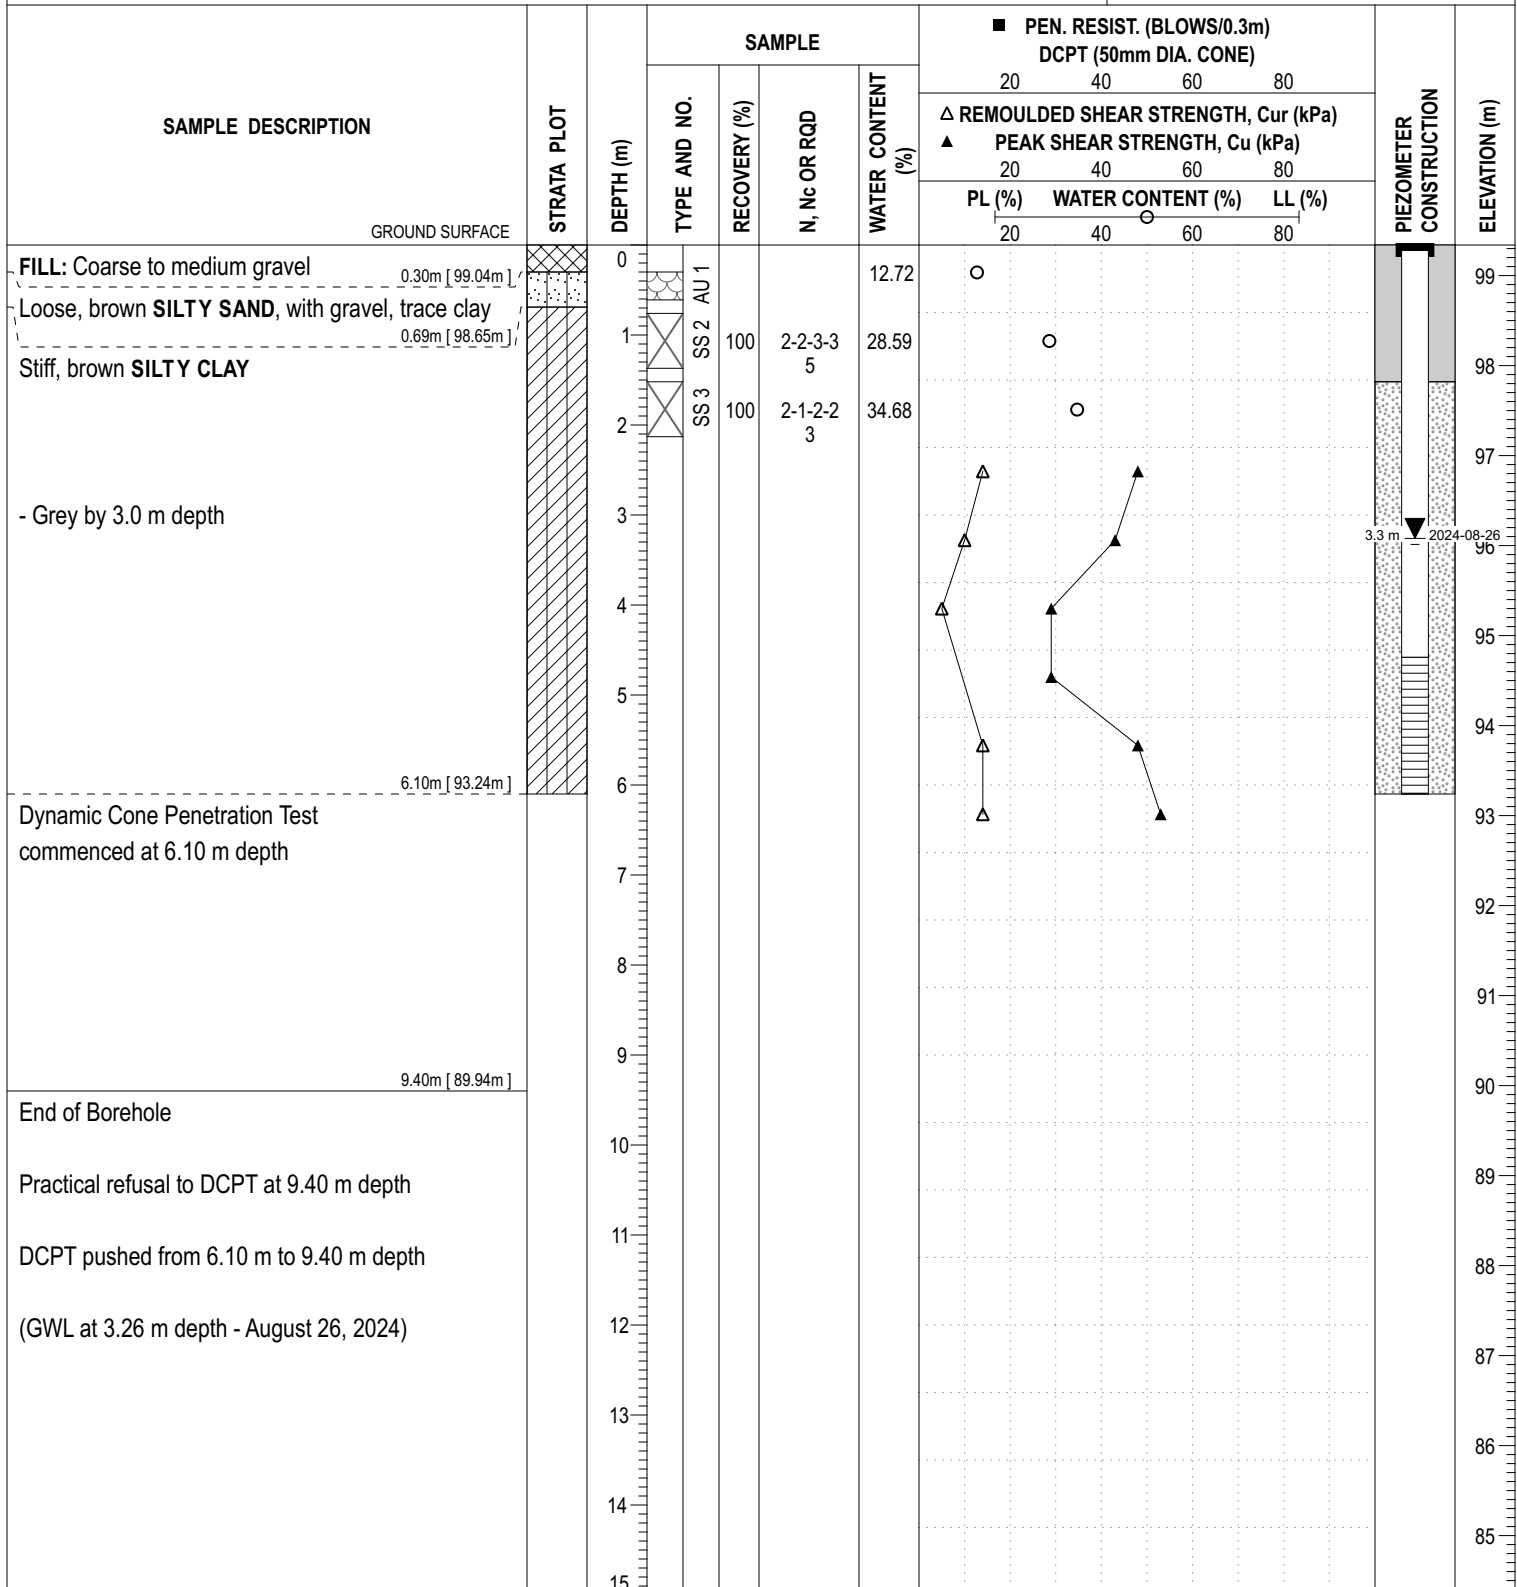 SAMPLE DESCRIPTION
GROUND SURFACE
STRATA PLOT
DEPTH (m)
SAMPLE
TYPE AND NO.
RECOVERY (%)
N, Nc OR RQD
WATER CONTENT
(%)
■ PEN. RESIST. (BLOWS/0.3m)
DCPT (50mm DIA. CONE)
20 40 60 80
△ REMOULDED SHEAR STRENGTH, Cur (kPa)
▲ PEAK SHEAR STRENGTH, Cu (kPa)
20 40 60 80
PL (%) WATER CONTENT (%) LL (%)
20 40 60 80
PIEZOMETER
CONSTRUCTION
ELEVATION (m)
FILL: Coarse to medium gravel
0.30m [ 99.04m ]
Loose, brown SILTY SAND, with gravel, trace clay
0.69m [ 98.65m ]
Stiff, brown SILTY CLAY
- Grey by 3.0 m depth
6.10m [ 93.24m ]
Dynamic Cone Penetration Test
commenced at 6.10 m depth
9.40m [ 89.94m ]
End of Borehole
Practical refusal to DCPT at 9.40 m depth
DCPT pushed from 6.10 m to 9.40 m depth
(GWL at 3.26 m depth - August 26, 2024)
0
1
2
3
4
5
6
7
8
9
10
11
12
13
14
15
AU 1
12.72
SS 2
100
2-2-3-3
5
28.59
SS 3
100
2-1-2-2
3
34.68
3.3 m
2024-08-26
99
98
97
96
95
94
93
92
91
90
89
88
87
86
85